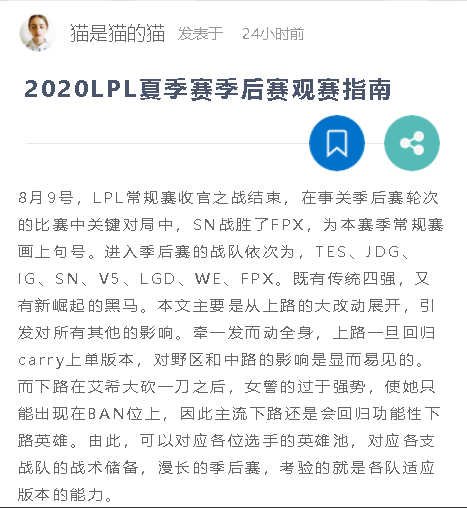 猫是猫的猫 发表于 24小时前
2020LPL夏季赛季后赛观赛指南
8月9号，LPL常规赛收官之战结束，在事关季后赛轮次
的比赛中关键对局中，SN战胜了FPX，为本赛季常规赛
画上句号。进入季后赛的战队依次为，TES、JDG、
IG、SN、V5、LGD、WE、FPX。既有传统四强，又
有新崛起的黑马。本文主要是从上路的大改动展开，引
发对所有其他的影响。牵一发而动全身，上路一旦回归
carry上单版本，对野区和中路的影响是显而易见的。
而下路在艾希大砍一刀之后，女警的过于强势，使她只
能出现在BAN位上，因此主流下路还是会回归功能性下
路英雄。由此，可以对应各位选手的英雄池，对应各支
战队的战术储备，漫长的季后赛，考验的就是各队适应
版本的能力。